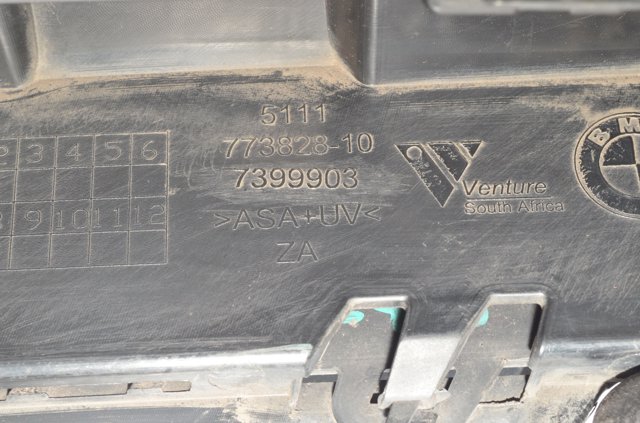 5111
773828-10
7399903
>ASA+UV<
ZA
Venture
South Africa
BM
2 3 4 5 6
9 10 11 12